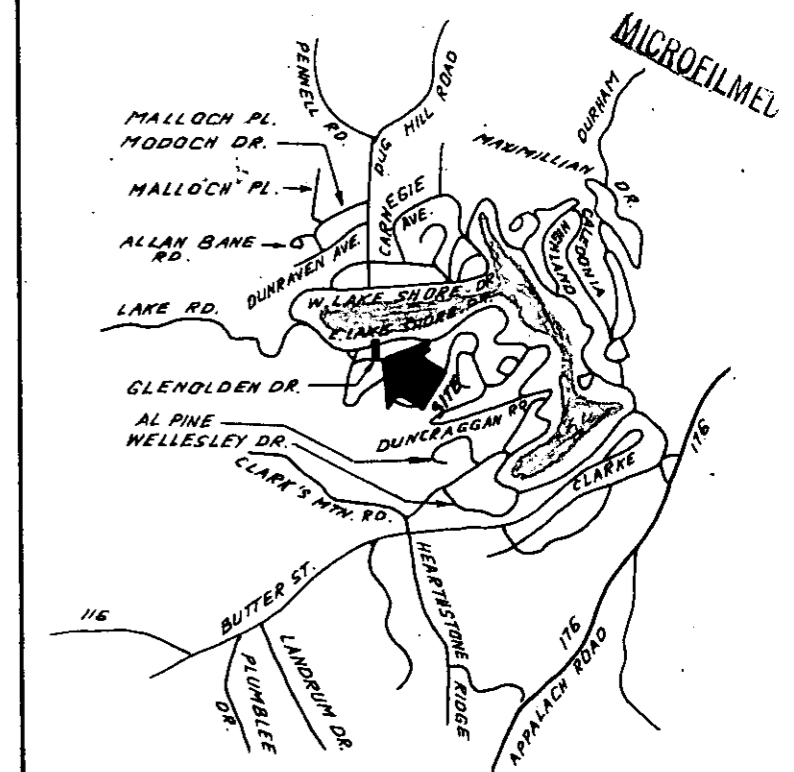 MICROFILMED
PENNELL RD.
DUG HILL ROAD
DURHAM
MALLOCH PL.
MODOCH DR.
MAXIMILLIAN DR.
MALLOCH PL.
CARNEGIE AVE.
ALLAN BANE RD.
DUNRAVEN AVE.
CALEDONIA
LAKE RD.
W. LAKE SHORE DR.
E. LAKE SHORE DR.
GLENOLDEN DR.
SITE
AL PINE
WELLESLEY DR.
DUNCRAGGAN RD.
CLARK'S MTN. RD.
CLARKE
176
BUTTER ST.
116
HEARTHSTONE RIDGE
176
APPALACH ROAD
PLUMBLEE DR.
LANDRUM DR.